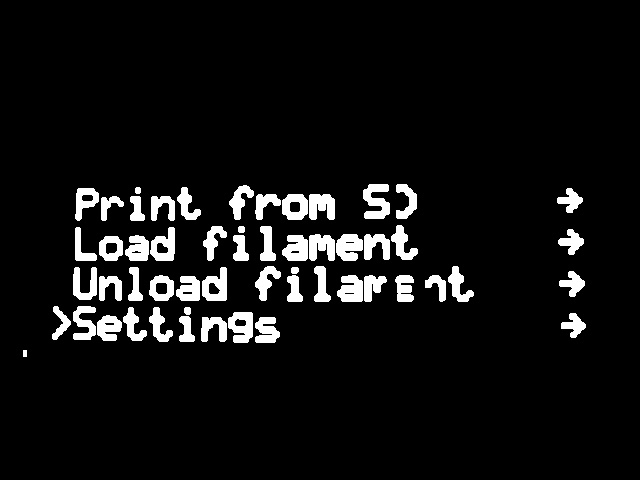 Print from SD →
Load filament →
Unload filament →
>Settings →